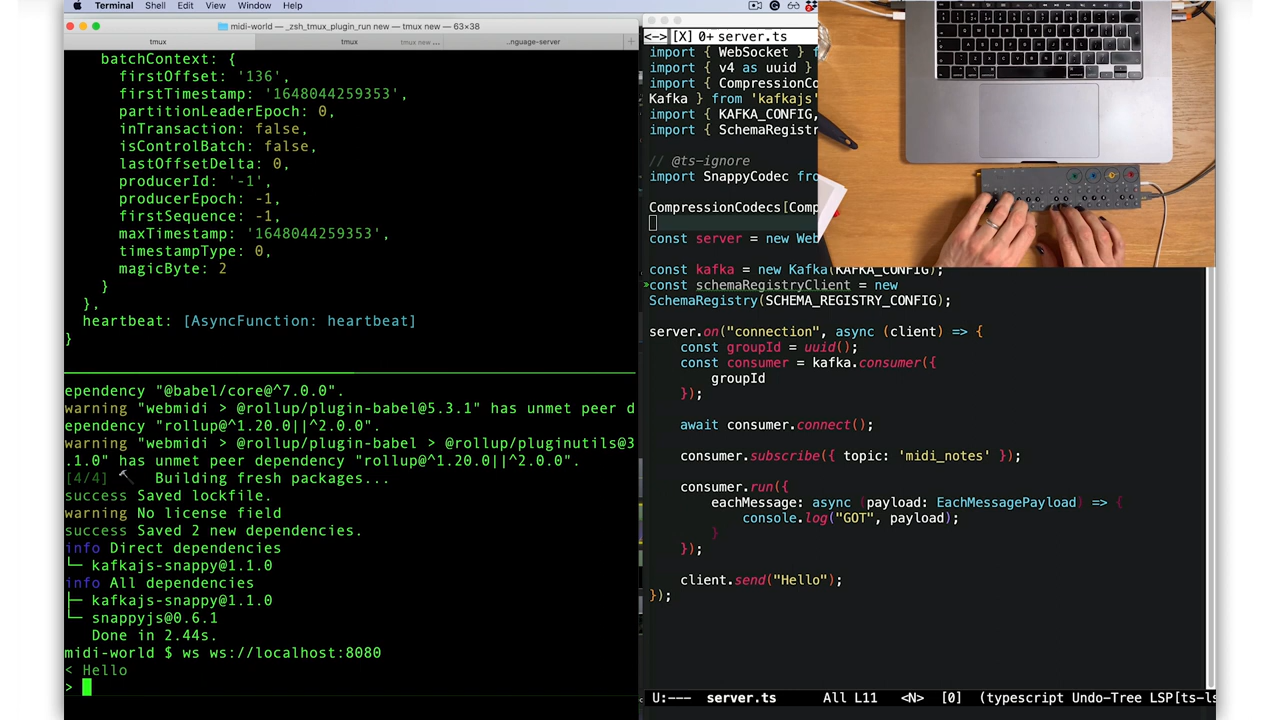 Terminal Shell Edit View Window Help
midi-world — _zsh_tmux_plugin_run new — tmux new — 63×38
tmux tmux tmux new ... ...nguage-server
batchContext: {
firstOffset: '136',
firstTimestamp: '1648044259353',
partitionLeaderEpoch: 0,
inTransaction: false,
isControlBatch: false,
lastOffsetDelta: 0,
producerId: '-1',
producerEpoch: -1,
firstSequence: -1,
maxTimestamp: '1648044259353',
timestampType: 0,
magicByte: 2
}
},
heartbeat: [AsyncFunction: heartbeat]
}
ependency "@babel/core@^7.0.0".
warning "webmidi > @rollup/plugin-babel@5.3.1" has unmet peer d
ependency "rollup@^1.20.0||^2.0.0".
warning "webmidi > @rollup/plugin-babel > @rollup/pluginutils@3
.1.0" has unmet peer dependency "rollup@^1.20.0||^2.0.0".
[4/4] 🔨 Building fresh packages...
success Saved lockfile.
warning No license field
success Saved 2 new dependencies.
info Direct dependencies
└─ kafkajs-snappy@1.1.0
info All dependencies
├─ kafkajs-snappy@1.1.0
└─ snappyjs@0.6.1
Done in 2.44s.
midi-world $ ws ws://localhost:8080
< Hello
>
<-> [X] 0+ server.ts
import { WebSocket } f
import { v4 as uuid }
import { CompressionCo
Kafka } from 'kafkajs'
import { KAFKA_CONFIG,
import { SchemaRegistr
// @ts-ignore
import SnappyCodec fro
CompressionCodecs[Comp
const server = new Web
const kafka = new Kafka(KAFKA_CONFIG);
const schemaRegistryClient = new
SchemaRegistry(SCHEMA_REGISTRY_CONFIG);
server.on("connection", async (client) => {
const groupId = uuid();
const consumer = kafka.consumer({
groupId
});
await consumer.connect();
consumer.subscribe({ topic: 'midi_notes' });
consumer.run({
eachMessage: async (payload: EachMessagePayload) => {
console.log("GOT", payload);
}
});
client.send("Hello");
});
U:--- server.ts All L11 <N> [0] (typescript Undo-Tree LSP[ts-ls